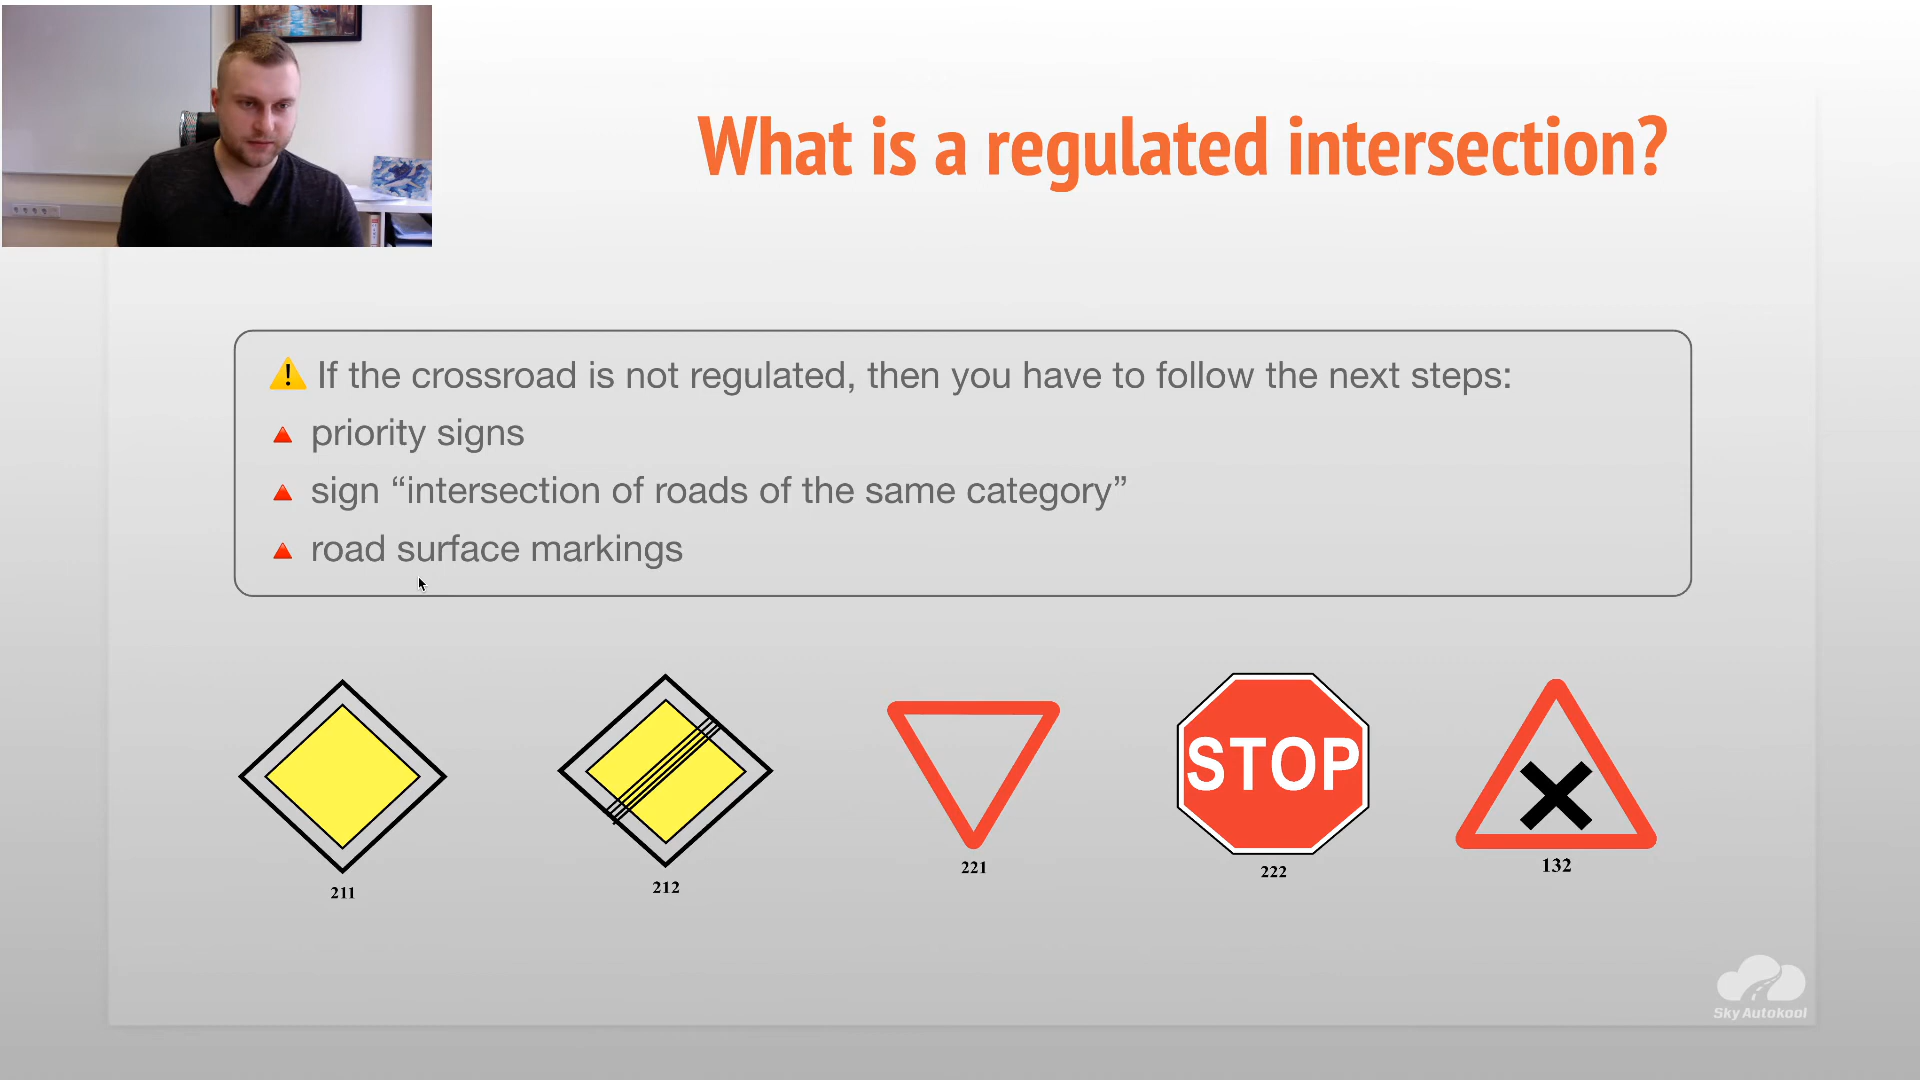 What is a regulated intersection?
If the crossroad is not regulated, then you have to follow the next steps:
priority signs
sign “intersection of roads of the same category”
road surface markings
STOP
211
212
221
222
132
Sky Autokool